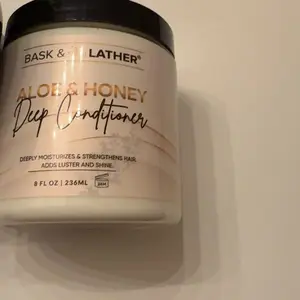 BASK & LATHER®
ALOE & HONEY
Deep Conditioner
DEEPLY MOISTURIZES & STRENGTHENS HAIR
ADDS LUSTER AND SHINE.
8 FL OZ | 236ML